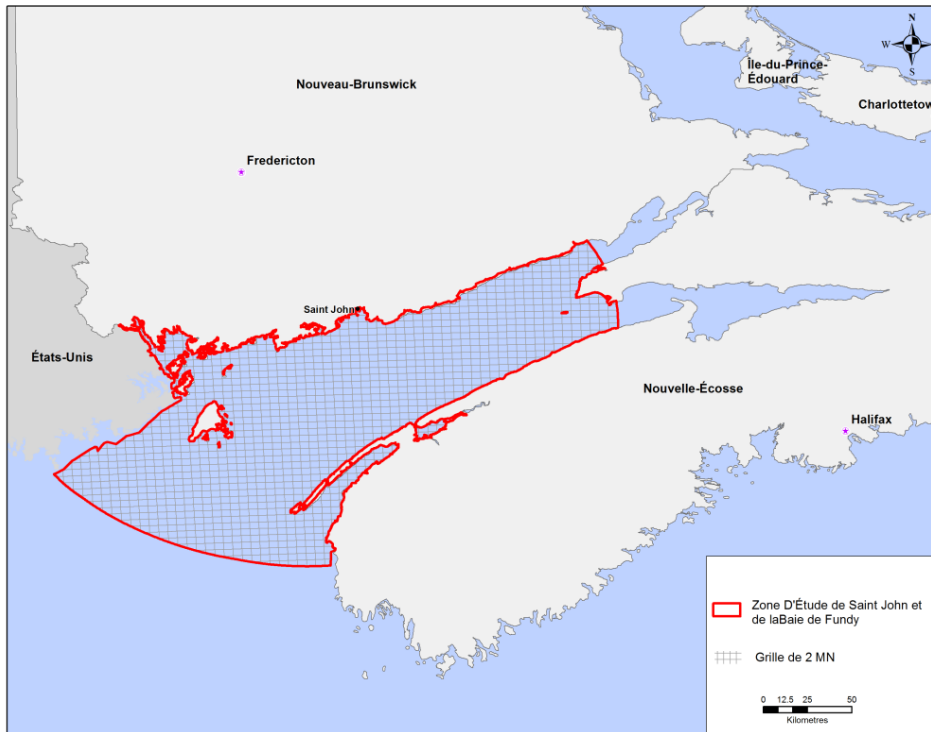 N
W
S
Île-du-Prince-
Édouard
Nouveau-Brunswick
Charlottetow
Fredericton
Saint John
États-Unis
Nouvelle-Écosse
Halifax
Zone D'Étude de Saint John et
de laBaie de Fundy
Grille de 2 MN
0 12.5 25 50
Kilometres